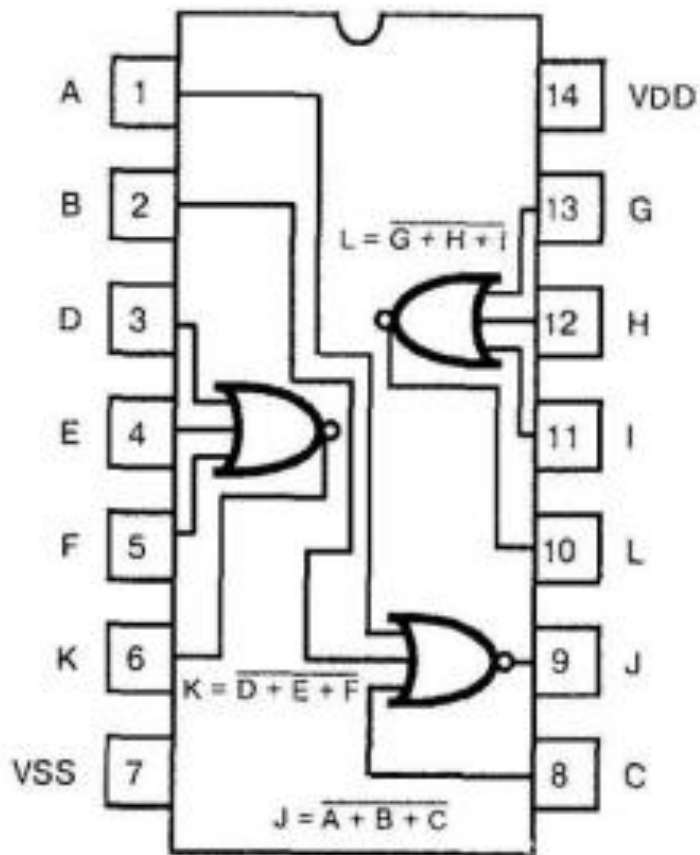 A 1
14 VDD
B 2
13 G
L = G + H + I
D 3
12 H
E 4
11 I
F 5
10 L
K 6
9 J
K = D + E + F
VSS 7
8 C
J = A + B + C